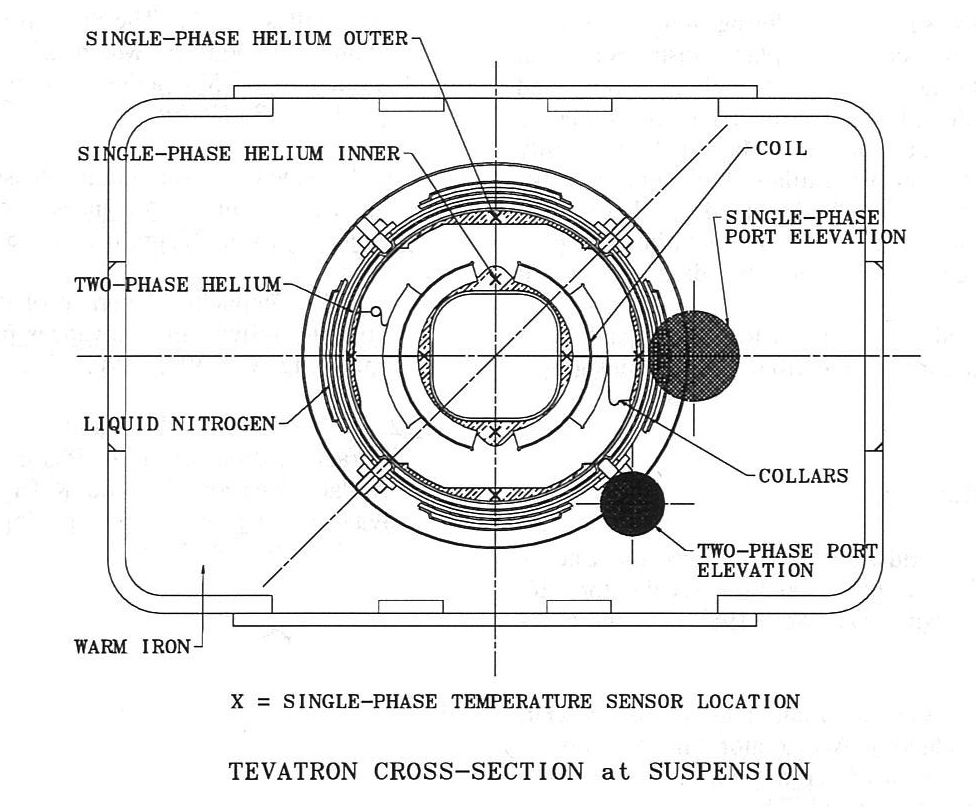 SINGLE-PHASE HELIUM OUTER
SINGLE-PHASE HELIUM INNER
COIL
SINGLE-PHASE
PORT ELEVATION
TWO-PHASE HELIUM
LIQUID NITROGEN
COLLARS
TWO-PHASE PORT
ELEVATION
WARM IRON
X = SINGLE-PHASE TEMPERATURE SENSOR LOCATION
TEVATRON CROSS-SECTION at SUSPENSION